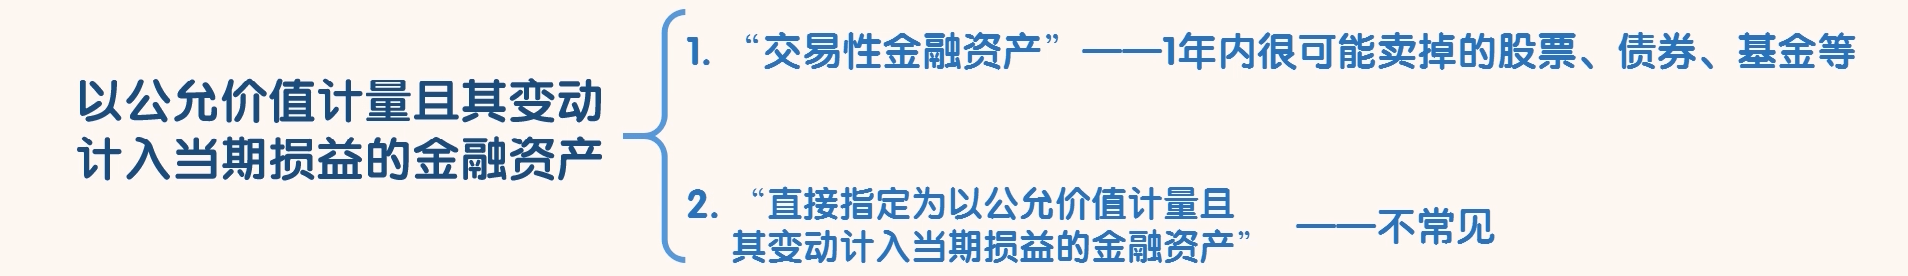 以公允价值计量且其变动
计入当期损益的金融资产
1. “交易性金融资产”——1年内很可能卖掉的股票、债券、基金等
2. “直接指定为以公允价值计量且
其变动计入当期损益的金融资产”
——不常见